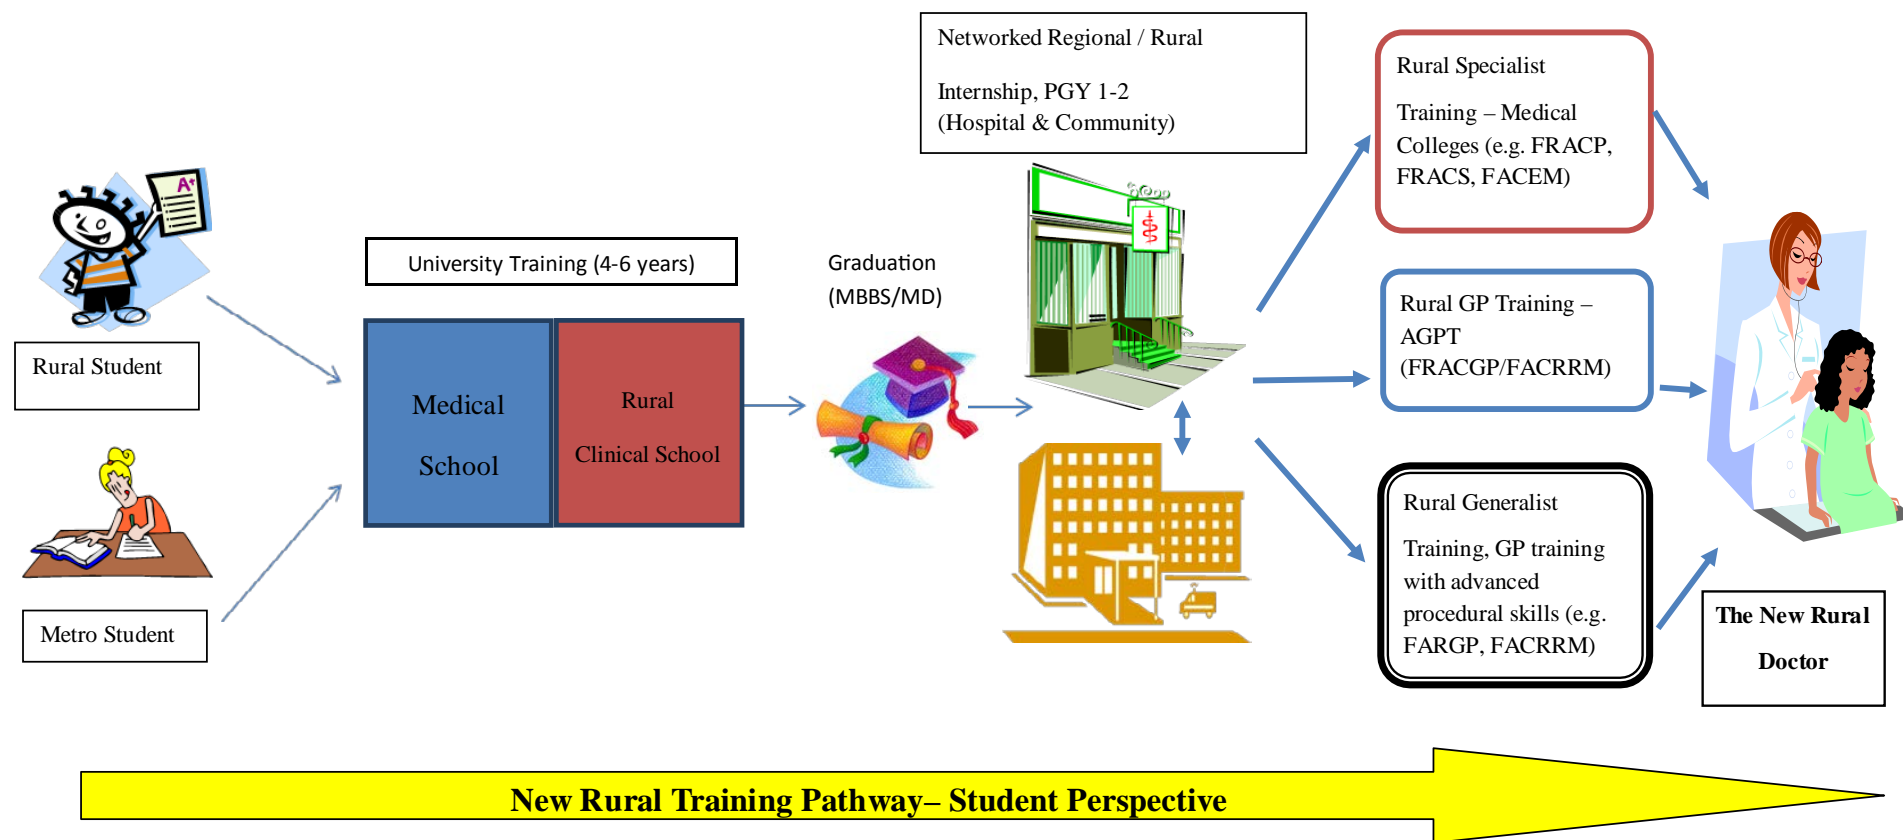 A+
Rural Student
Metro Student
University Training (4-6 years)
Medical
School
Rural
Clinical School
Graduation
(MBBS/MD)
Networked Regional / Rural
Internship, PGY 1-2
(Hospital & Community)
Rural Specialist
Training – Medical
Colleges (e.g. FRACP,
FRACS, FACEM)
Rural GP Training –
AGPT
(FRACGP/FACRRM)
Rural Generalist
Training, GP training
with advanced
procedural skills (e.g.
FARGP, FACRRM)
The New Rural
Doctor
New Rural Training Pathway– Student Perspective